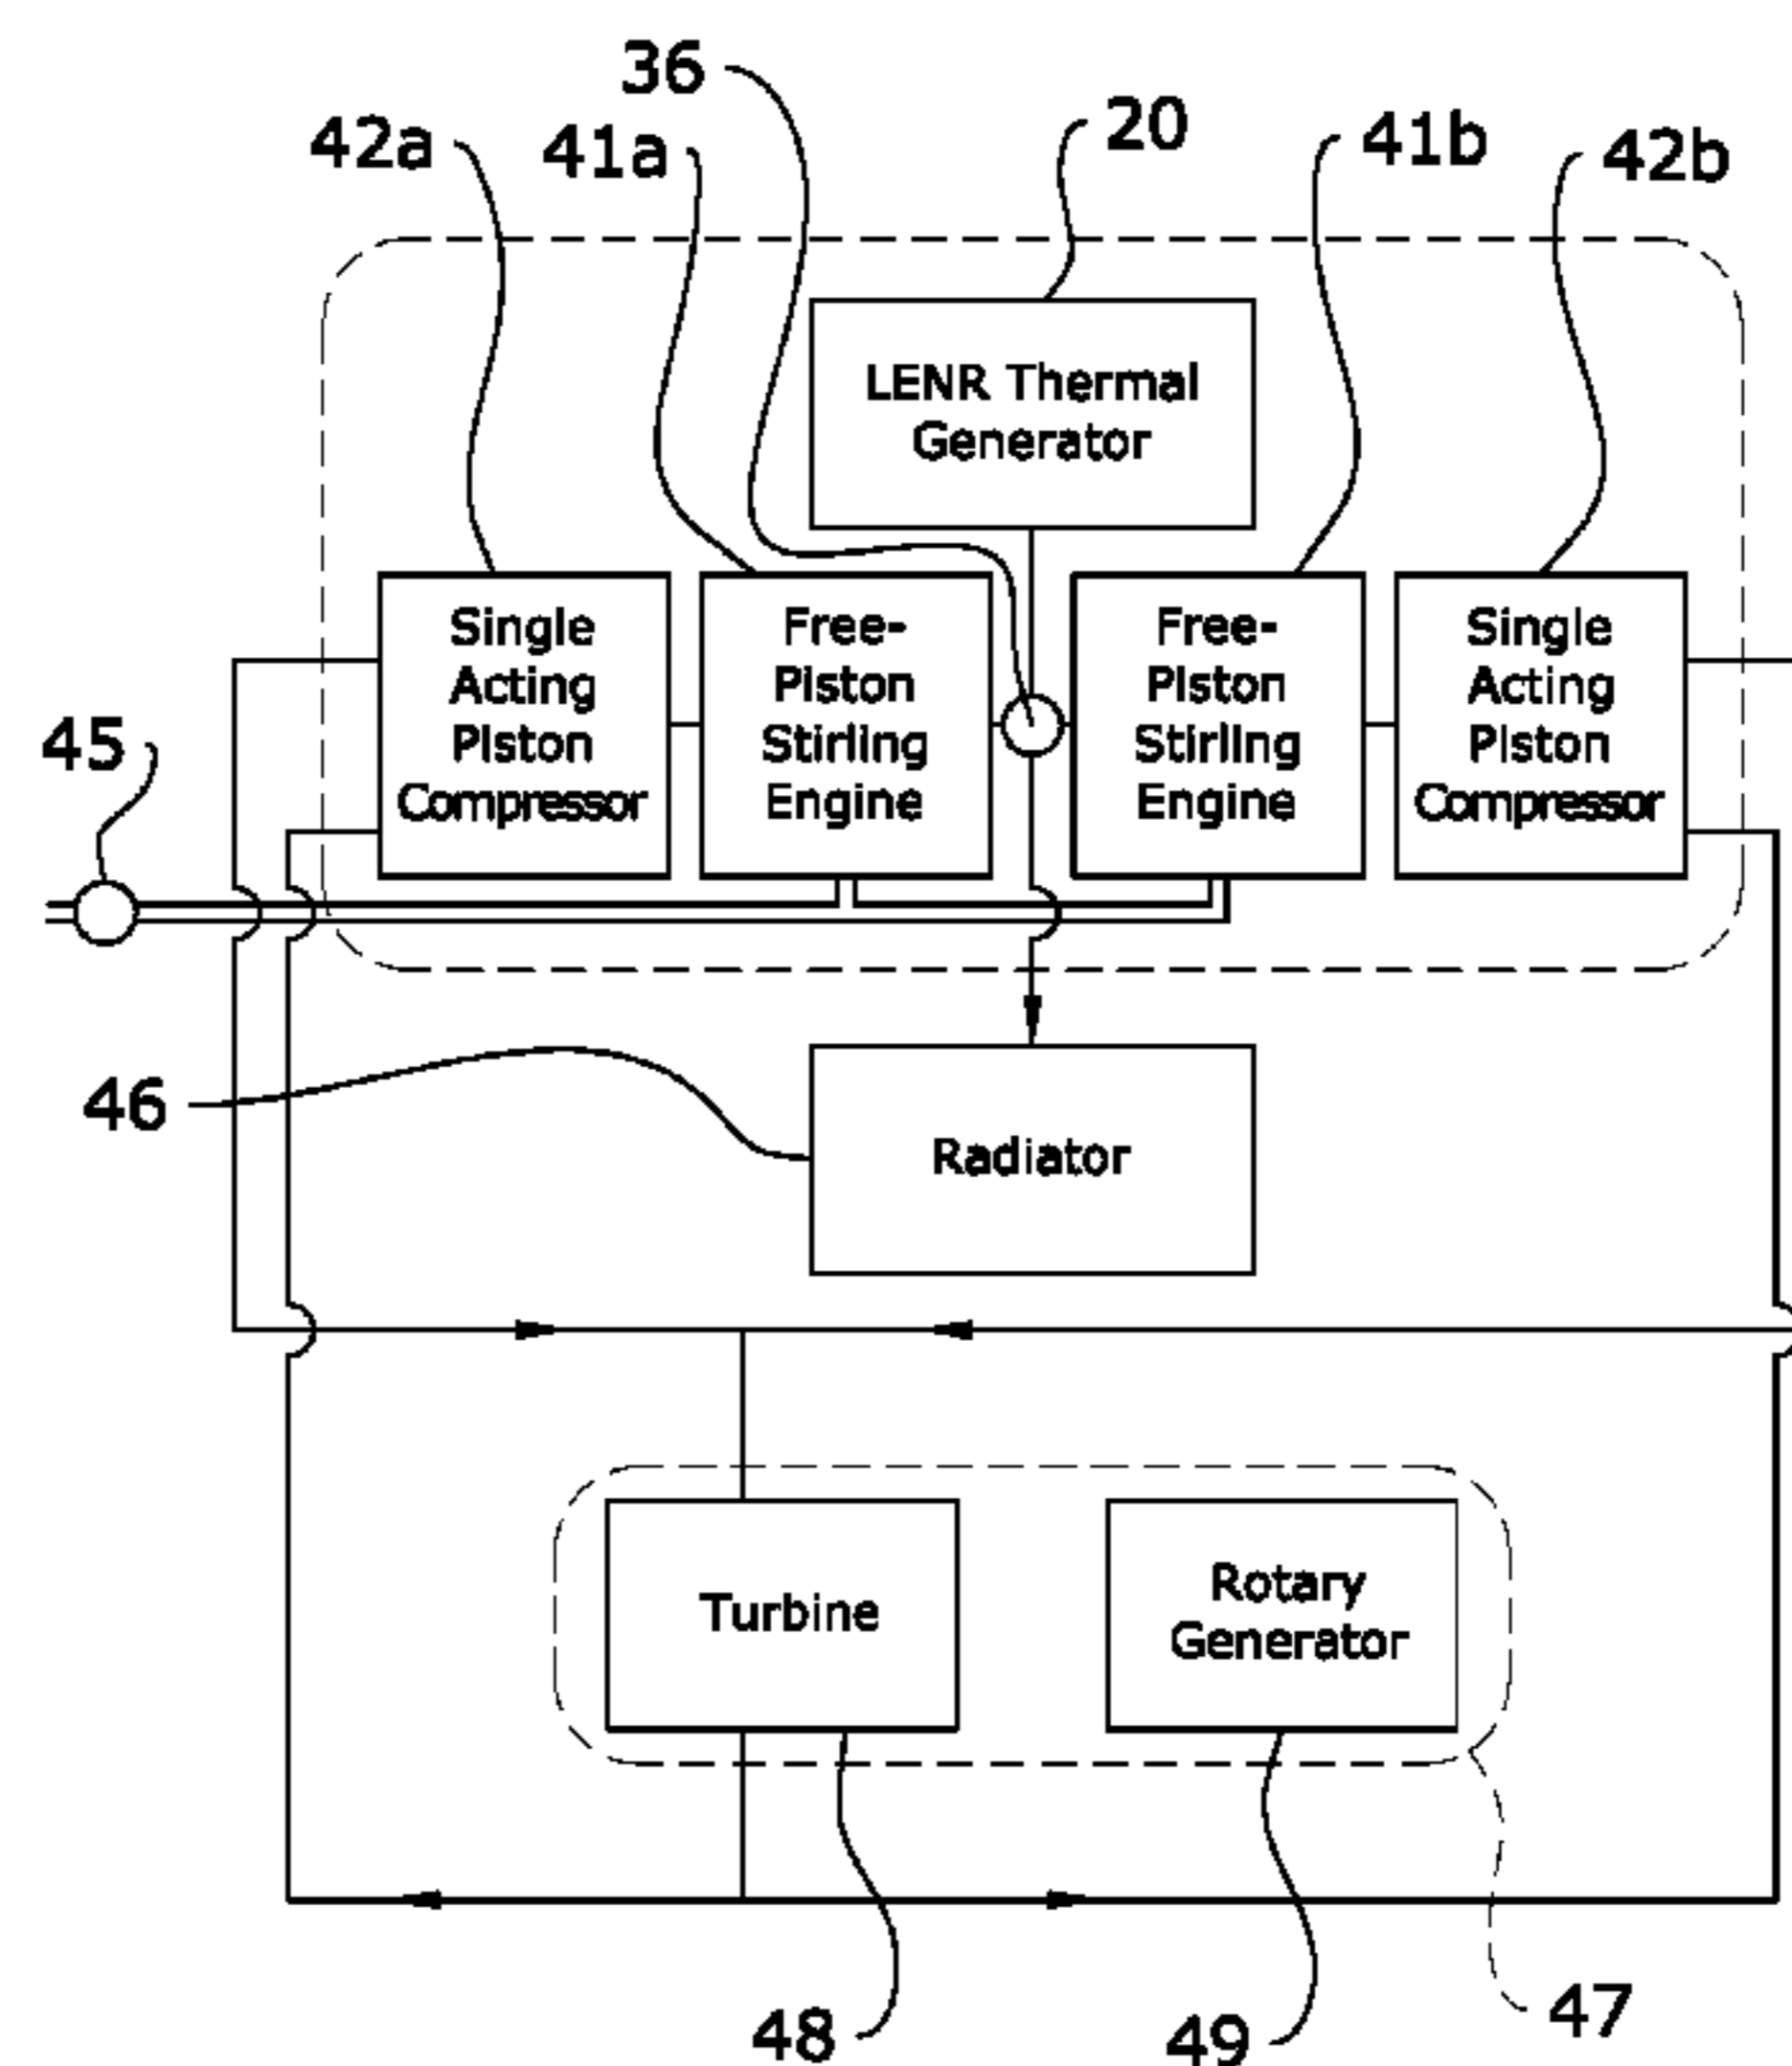 36
20
42a
41a
41b
42b
LENR Thermal
Generator
Single
Acting
Piston
Compressor
Free-
Piston
Stirling
Engine
Free-
Piston
Stirling
Engine
Single
Acting
Piston
Compressor
45
46
Radiator
Turbine
Rotary
Generator
47
48
49